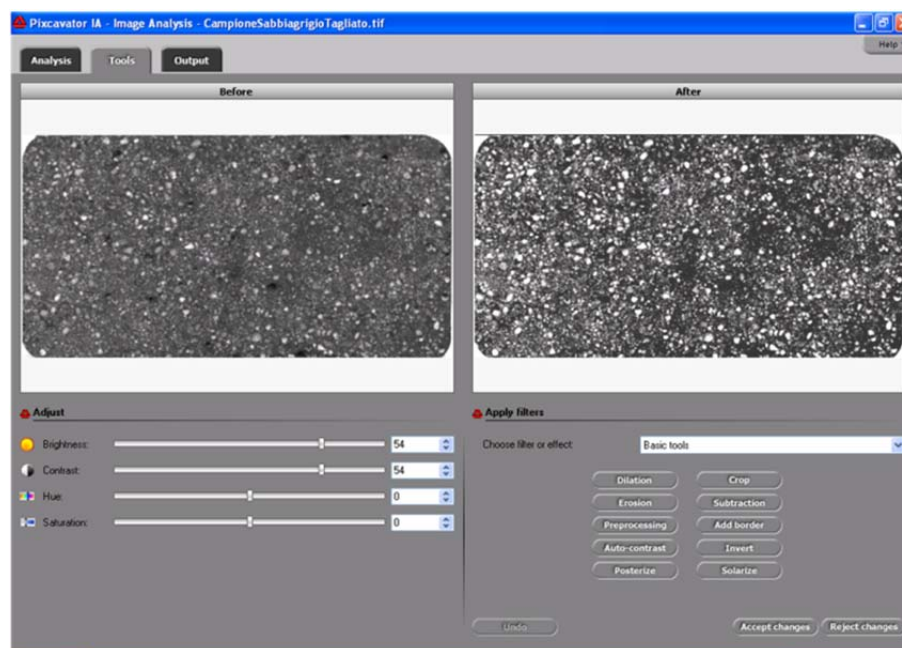 Pixcavator IA - Image Analysis - CampioneSabbiagrigioTagliato.tif
Help
Analysis Tools Output
Before After
Adjust
Brightness: 54
Contrast: 54
Hue: 0
Saturation: 0
Apply filters
Choose filter or effect: Basic tools
Dilation Crop
Erosion Subtraction
Preprocessing Add border
Auto-contrast Invert
Posterize Solarize
Undo Accept changes Reject changes